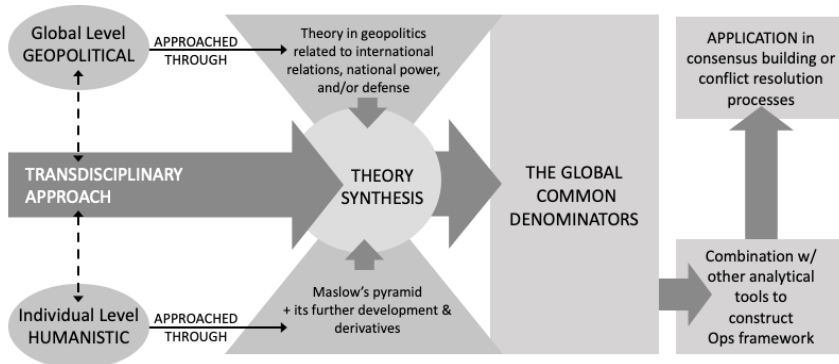 Global Level
GEOPOLITICAL
APPROACHED
THROUGH
Theory in geopolitics
related to international
relations, national power,
and/or defense
TRANSDISCIPLINARY
APPROACH
THEORY
SYNTHESIS
Individual Level
HUMANISTIC
APPROACHED
THROUGH
Maslow's pyramid
+ its further development &
derivatives
THE GLOBAL
COMMON
DENOMINATORS
APPLICATION in
consensus building or
conflict resolution
processes
Combination w/
other analytical
tools to
construct
Ops framework